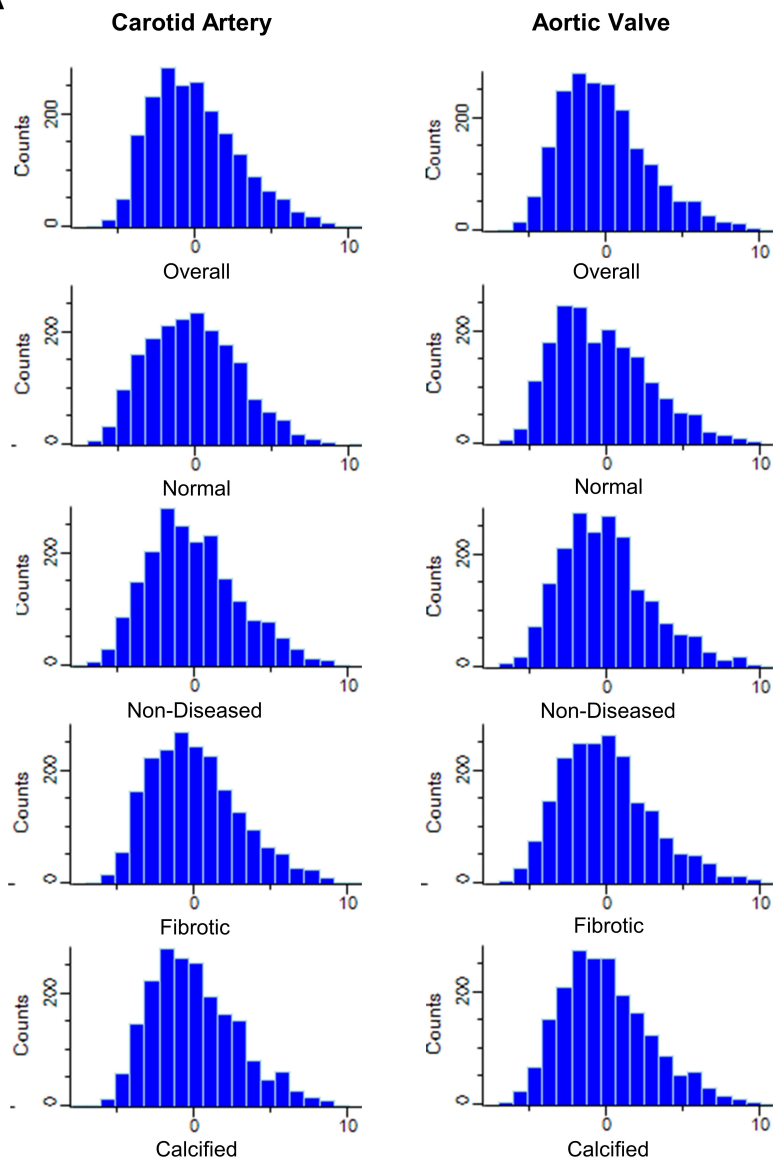 Carotid Artery Aortic Valve
Counts 200 0 Counts 200 0
0 10 0 10
Overall Overall
Counts 200 0 Counts 200 0
0 10 0 10
Normal Normal
Counts 200 0 Counts 200 0
0 10 0 10
Non-Diseased Non-Diseased
Counts 200 0 Counts 200 0
0 10 0 10
Fibrotic Fibrotic
Counts 200 0 Counts 200 0
0 10 0 10
Calcified Calcified